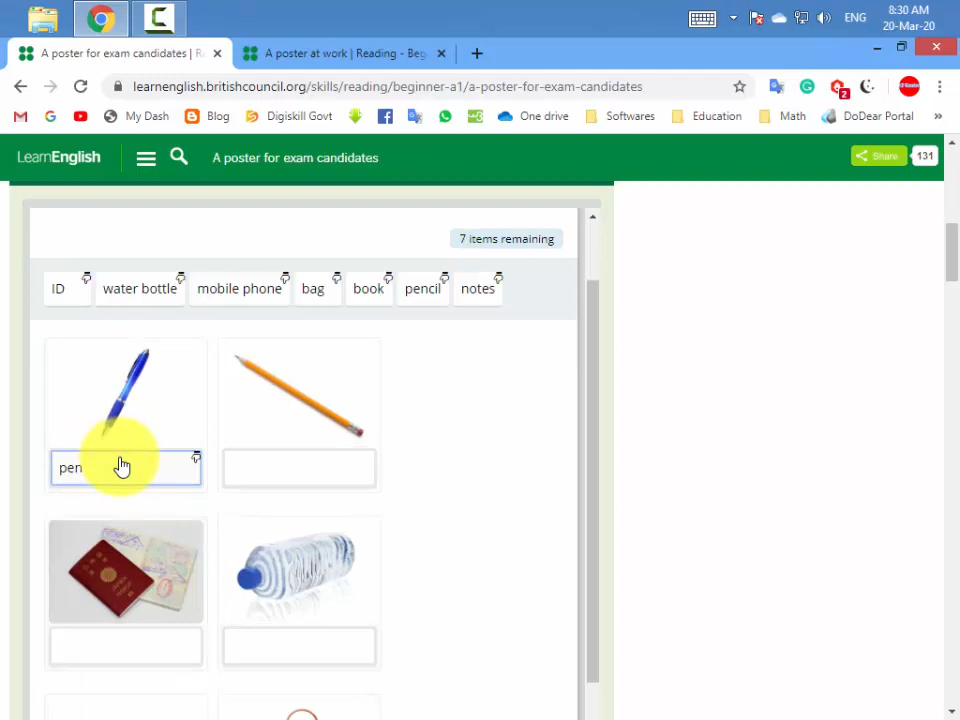 8:30 AM
ENG
20-Mar-20
A poster for exam candidates | Re
A poster at work | Reading - Beg
learnenglish.britishcouncil.org/skills/reading/beginner-a1/a-poster-for-exam-candidates
2
My Dash Blog Digiskill Govt One drive Softwares Education Math DoDear Portal »
LearnEnglish A poster for exam candidates Share 131
7 items remaining
ID water bottle mobile phone bag book pencil notes
pen